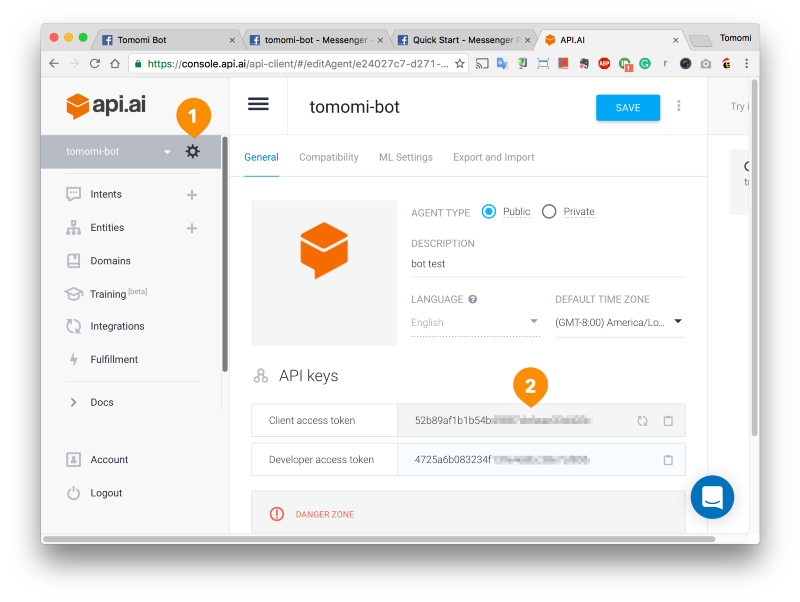 Tomomi Bot
tomomi-bot - Messenger -
Quick Start - Messenger P
API.AI
Tomomi
https://console.api.ai/api-client/#/editAgent/e24027c7-d271-...
ABP
1
api.ai
1
tomomi-bot
SAVE
Try i
tomomi-bot
General
Compatibility
ML Settings
Export and Import
Intents
Entities
Domains
Training [beta]
Integrations
Fulfillment
Docs
Account
Logout
AGENT TYPE
Public
Private
DESCRIPTION
bot test
LANGUAGE
DEFAULT TIME ZONE
English
(GMT-8:00) America/Lo...
API keys
2
Client access token
52b89af1b1b54b
Developer access token
4725a6b083234f
DANGER ZONE